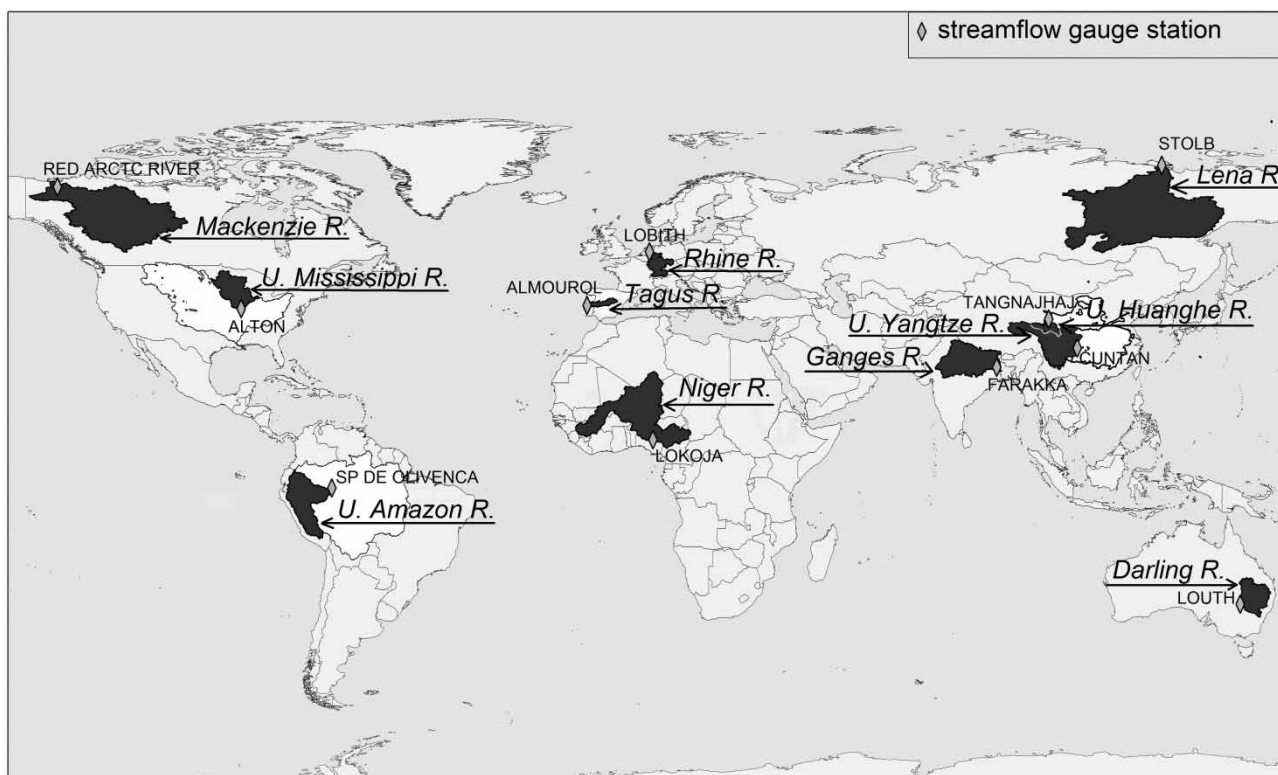 streamflow gauge station
STOLB
RED ARCTC RIVER
Lena R
Mackenzie R.
LOBITH
Rhine R.
U. Mississippi R.
ALMOUROL
Tagus R
TANGNAJHAJ
U. Huanghe R.
ALTON
U. Yangtze R.
CUNTAN
Ganges R.
FARAKKA
Niger R.
LOKOJA
SP DE OLIVENCA
U. Amazon R.
Darling R.
LOUTH